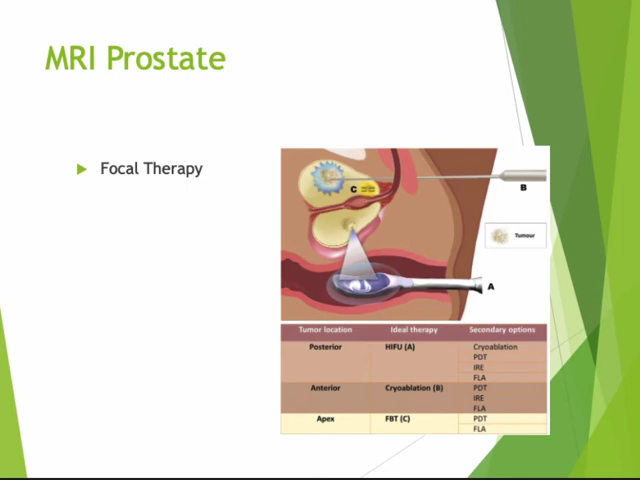 MRI Prostate
Focal Therapy
C
B
Tumour
A
Tumor location Ideal therapy Secondary options
Posterior HIFU (A) Cryoablation
PDT
IRE
FLA
Anterior Cryoablation (B) PDT
IRE
FLA
Apex FBT (C) PDT
FLA